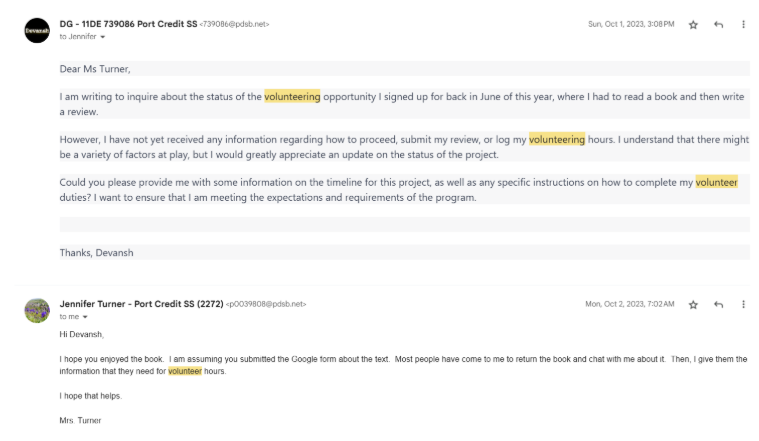 Devansh
DG - 11DE 739086 Port Credit SS <739086@pdsb.net>
Sun, Oct 1, 2023, 3:08 PM
to Jennifer
Dear Ms Turner,
I am writing to inquire about the status of the volunteering opportunity I signed up for back in June of this year, where I had to read a book and then write
a review.
However, I have not yet received any information regarding how to proceed, submit my review, or log my volunteering hours. I understand that there might
be a variety of factors at play, but I would greatly appreciate an update on the status of the project.
Could you please provide me with some information on the timeline for this project, as well as any specific instructions on how to complete my volunteer
duties? I want to ensure that I am meeting the expectations and requirements of the program.
Thanks, Devansh
Jennifer Turner - Port Credit SS (2272) <p0039808@pdsb.net>
Mon, Oct 2, 2023, 7:02 AM
to me
Hi Devansh,
I hope you enjoyed the book. I am assuming you submitted the Google form about the text. Most people have come to me to return the book and chat with me about it. Then, I give them the
information that they need for volunteer hours.
I hope that helps.
Mrs. Turner